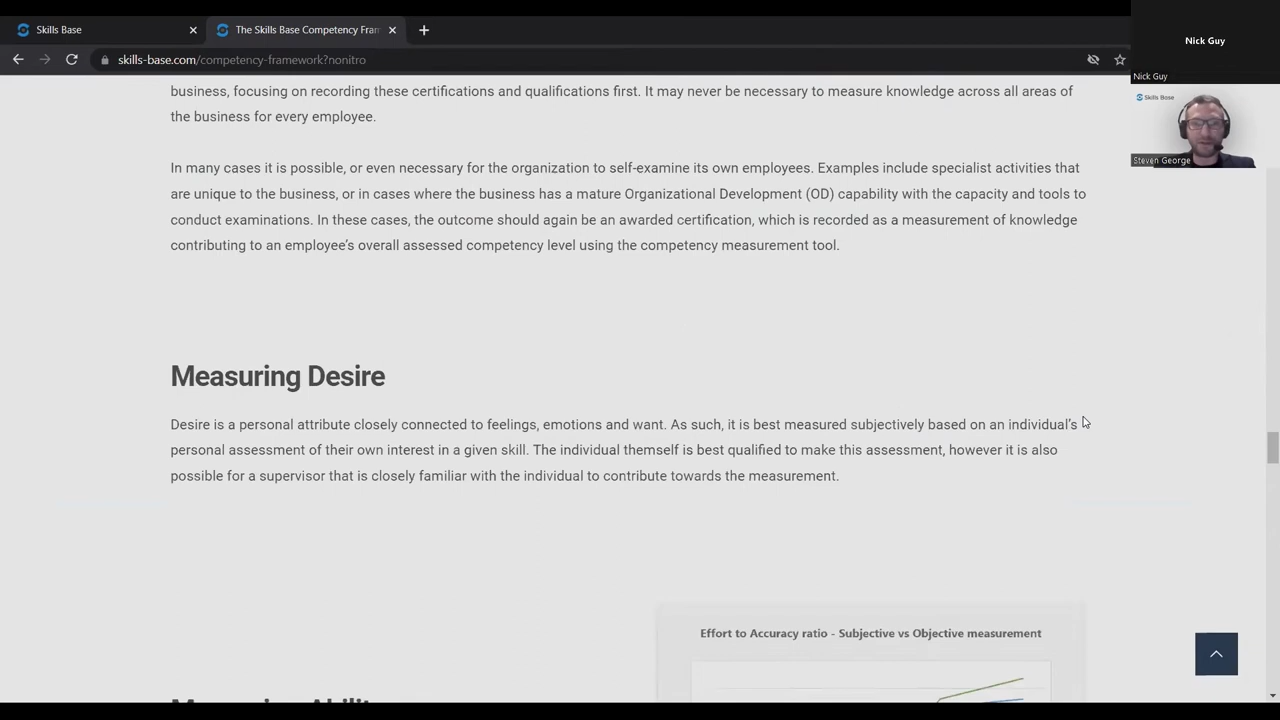 Skills Base
The Skills Base Competency Fram
skills-base.com/competency-framework?nonitro
Nick Guy
Nick Guy
Skills Base
Steven George
business, focusing on recording these certifications and qualifications first. It may never be necessary to measure knowledge across all areas of
the business for every employee.
In many cases it is possible, or even necessary for the organization to self-examine its own employees. Examples include specialist activities that
are unique to the business, or in cases where the business has a mature Organizational Development (OD) capability with the capacity and tools to
conduct examinations. In these cases, the outcome should again be an awarded certification, which is recorded as a measurement of knowledge
contributing to an employee's overall assessed competency level using the competency measurement tool.
Measuring Desire
Desire is a personal attribute closely connected to feelings, emotions and want. As such, it is best measured subjectively based on an individual's
personal assessment of their own interest in a given skill. The individual themself is best qualified to make this assessment, however it is also
possible for a supervisor that is closely familiar with the individual to contribute towards the measurement.
Effort to Accuracy ratio - Subjective vs Objective measurement
Measuring Ability